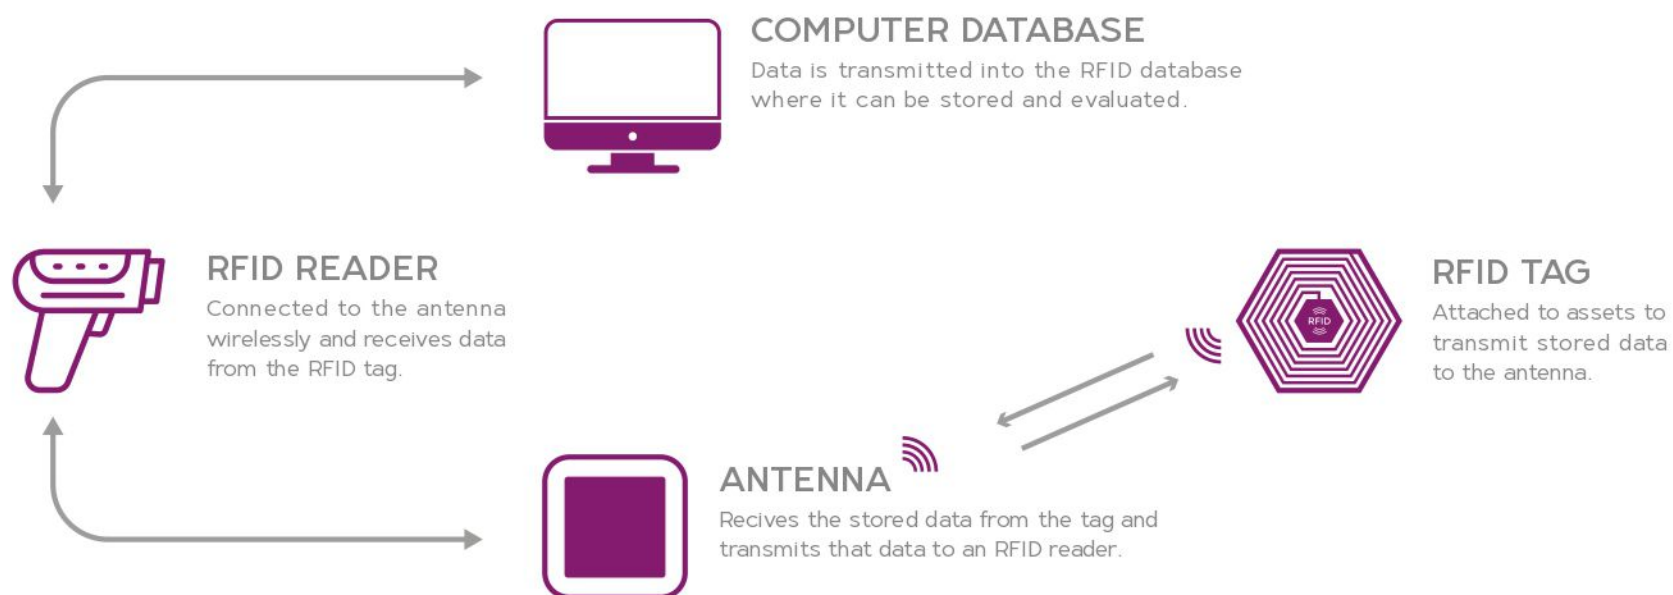 COMPUTER DATABASE
Data is transmitted into the RFID database
where it can be stored and evaluated.
RFID READER
Connected to the antenna
wirelessly and receives data
from the RFID tag.
RFID
RFID TAG
Attached to assets to
transmit stored data
to the antenna.
ANTENNA
Recives the stored data from the tag and
transmits that data to an RFID reader.